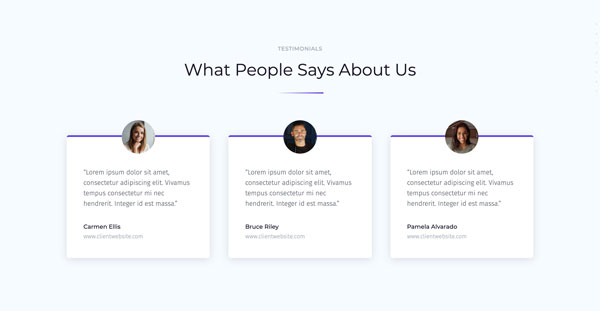 TESTIMONIALS
What People Says About Us
"Lorem ipsum dolor sit amet,
consectetur adipiscing elit. Vivamus
tempus consectetur mi nec
hendrerit. Integer id est massa."
Carmen Ellis
www.clientwebsite.com
"Lorem ipsum dolor sit amet,
consectetur adipiscing elit. Vivamus
tempus consectetur mi nec
hendrerit. Integer id est massa."
Bruce Riley
www.clientwebsite.com
"Lorem ipsum dolor sit amet,
consectetur adipiscing elit. Vivamus
tempus consectetur mi nec
hendrerit. Integer id est massa."
Pamela Alvarado
www.clientwebsite.com